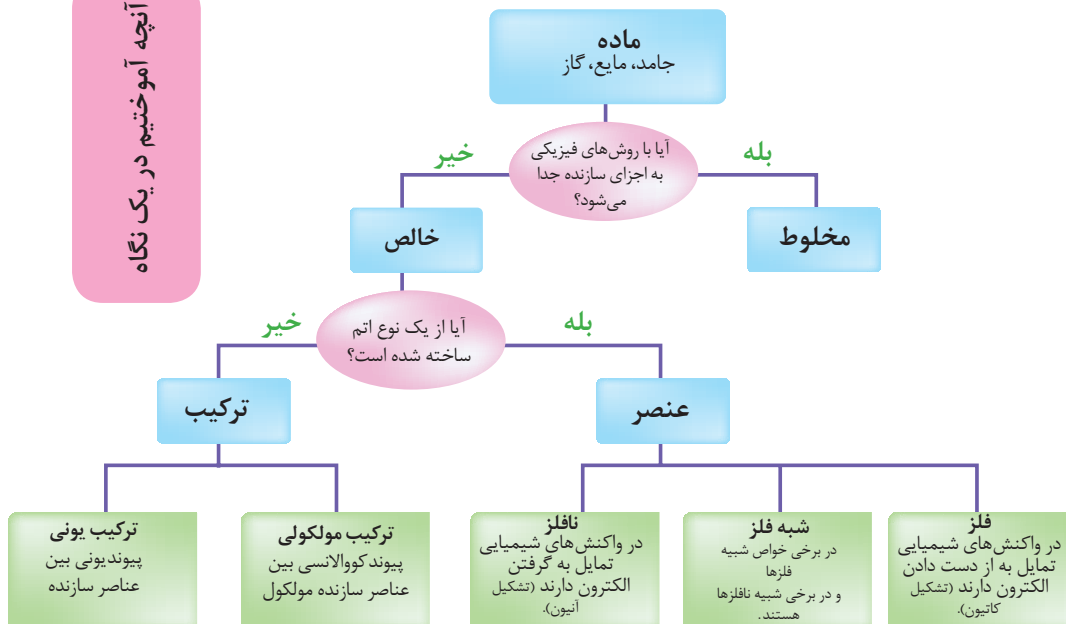 آنچه آموختیم در یک نگاه
ماده
جامد، مایع، گاز
آیا با روش‌های فیزیکی
به اجزای سازنده جدا
می‌شود؟
بله
خیر
مخلوط
خالص
آیا از یک نوع اتم
ساخته شده است؟
بله
خیر
عنصر
ترکیب
فلز
در واکنش‌های شیمیایی
تمایل به از دست دادن
الکترون دارند (تشکیل
کاتیون).
شبه فلز
در برخی خواص شبیه
فلزها
و در برخی شبیه نافلزها
هستند.
نافلز
در واکنش‌های شیمیایی
تمایل به گرفتن
الکترون دارند (تشکیل
آنیون).
ترکیب مولکولی
پیوندکووالانسی بین
عناصر سازنده مولکول
ترکیب یونی
پیوندیونی بین
عناصر سازنده